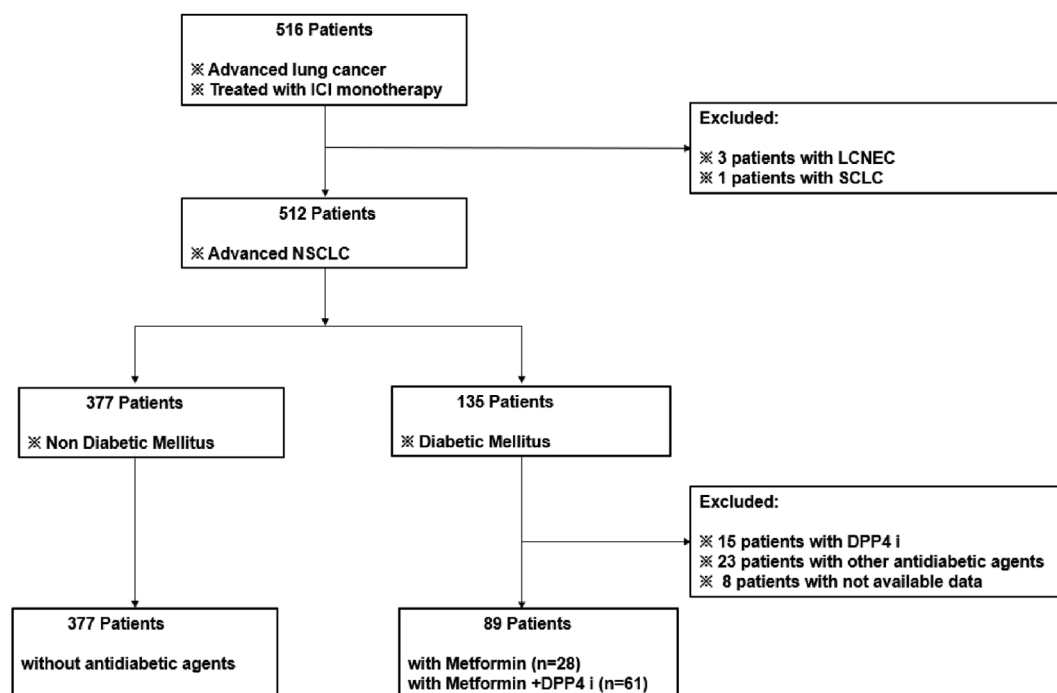 516 Patients
※ Advanced lung cancer
※ Treated with ICI monotherapy
Excluded:
※ 3 patients with LCNEC
※ 1 patients with SCLC
512 Patients
※ Advanced NSCLC
377 Patients
※ Non Diabetic Mellitus
135 Patients
※ Diabetic Mellitus
Excluded:
※ 15 patients with DPP4 i
※ 23 patients with other antidiabetic agents
※ 8 patients with not available data
377 Patients
without antidiabetic agents
89 Patients
with Metformin (n=28)
with Metformin +DPP4 i (n=61)